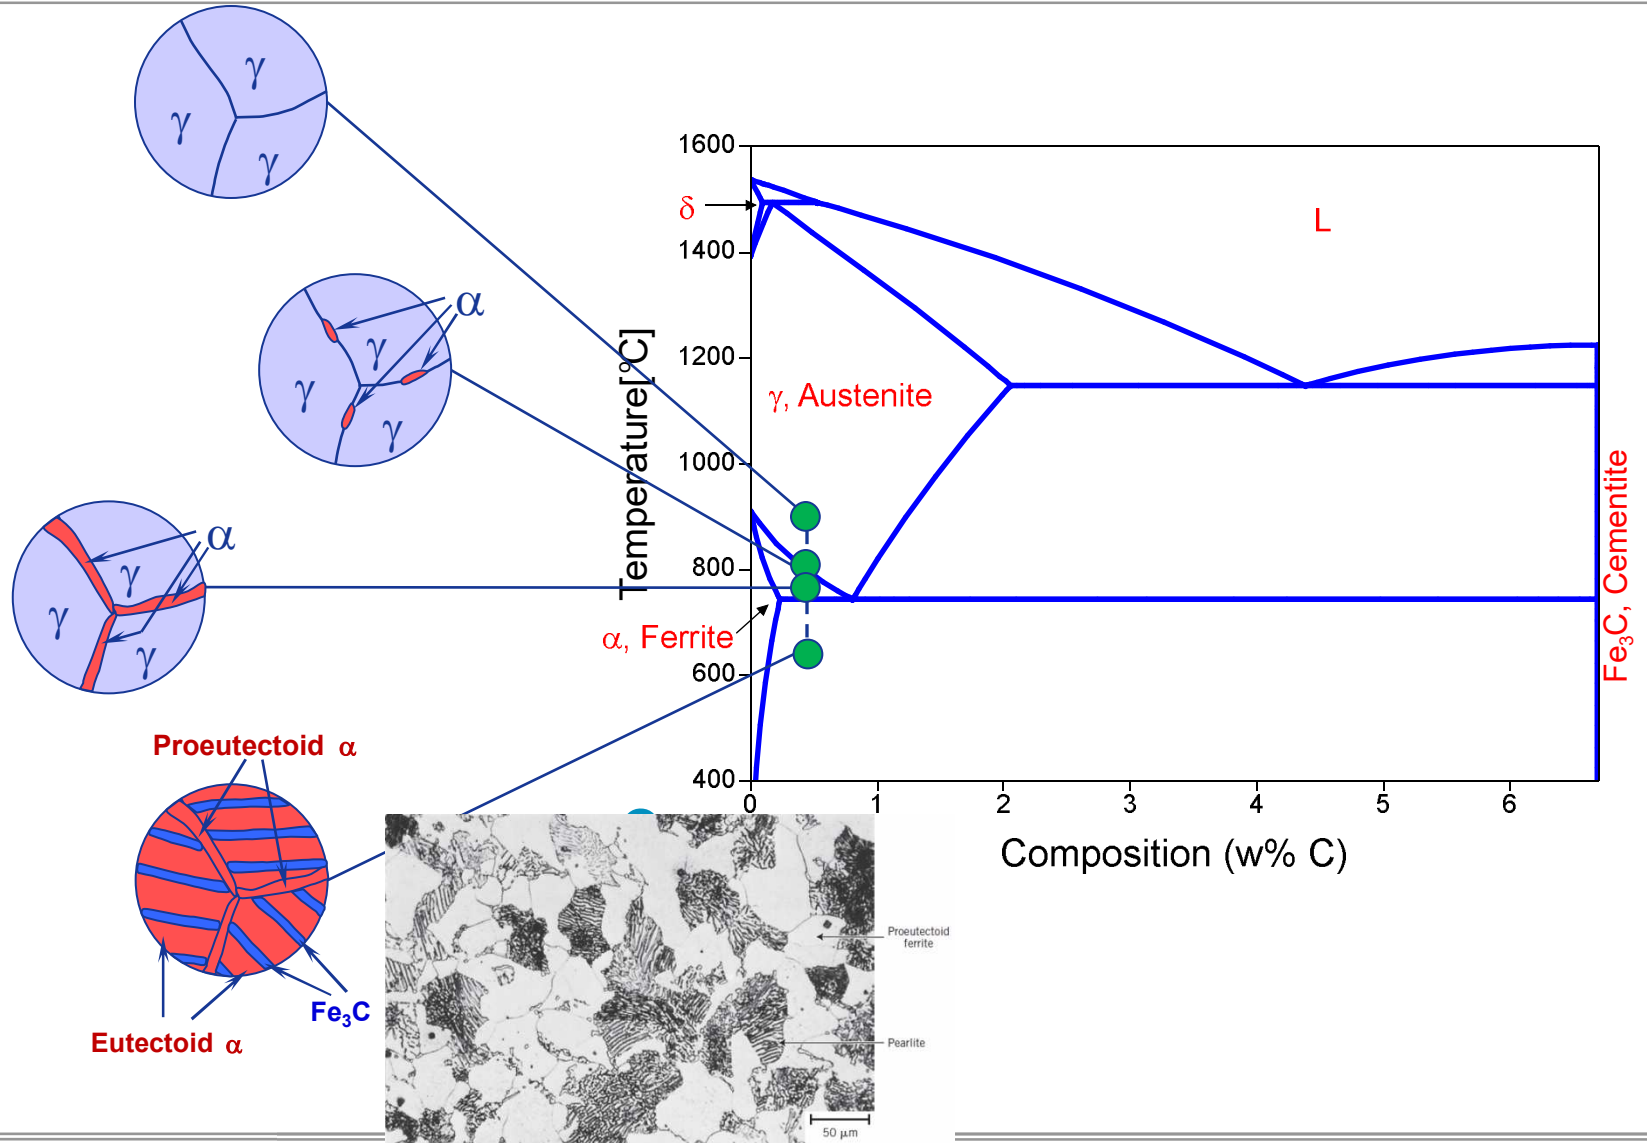 γ
γ
γ
α
γ
γ
γ
α
γ
γ
γ
Proeutectoid α
Fe3C
Eutectoid α
Temperature[°C]
1600
1400
1200
1000
800
600
400
δ
L
γ, Austenite
α, Ferrite
Fe3C, Cementite
0 1 2 3 4 5 6
Composition (w% C)
Proeutectoid
ferrite
Pearlite
50 μm